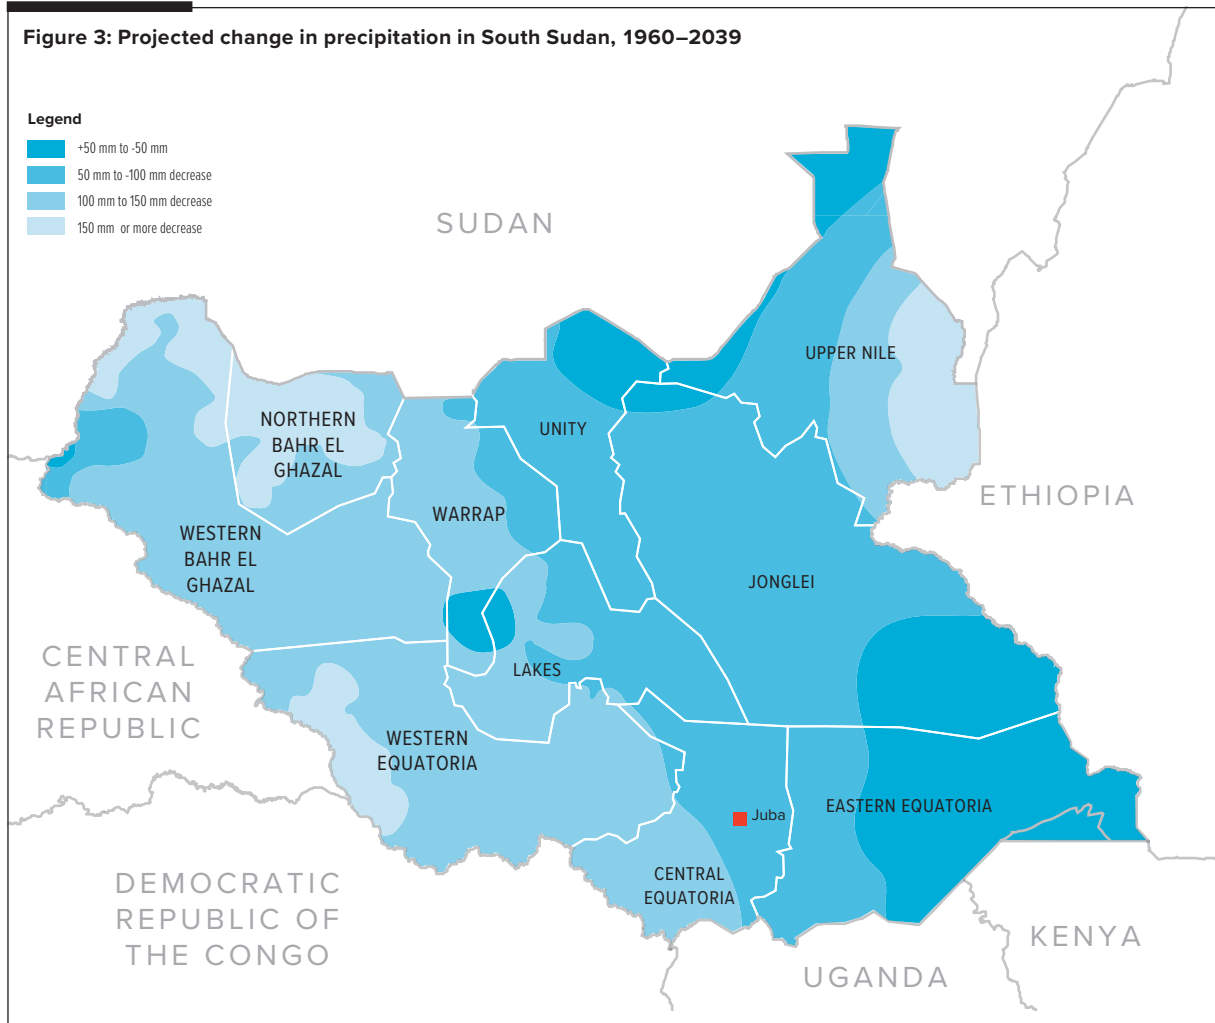 Figure 3: Projected change in precipitation in South Sudan, 1960–2039
Legend
+50 mm to -50 mm
50 mm to -100 mm decrease
100 mm to 150 mm decrease
150 mm or more decrease
SUDAN
UPPER NILE
NORTHERN
BAHR EL
GHAZAL
UNITY
ETHIOPIA
WARRAP
WESTERN
BAHR EL
GHAZAL
JONGLEI
CENTRAL
AFRICAN
REPUBLIC
LAKES
WESTERN
EQUATORIA
EASTERN EQUATORIA
Juba
CENTRAL
EQUATORIA
DEMOCRATIC
REPUBLIC OF
THE CONGO
KENYA
UGANDA